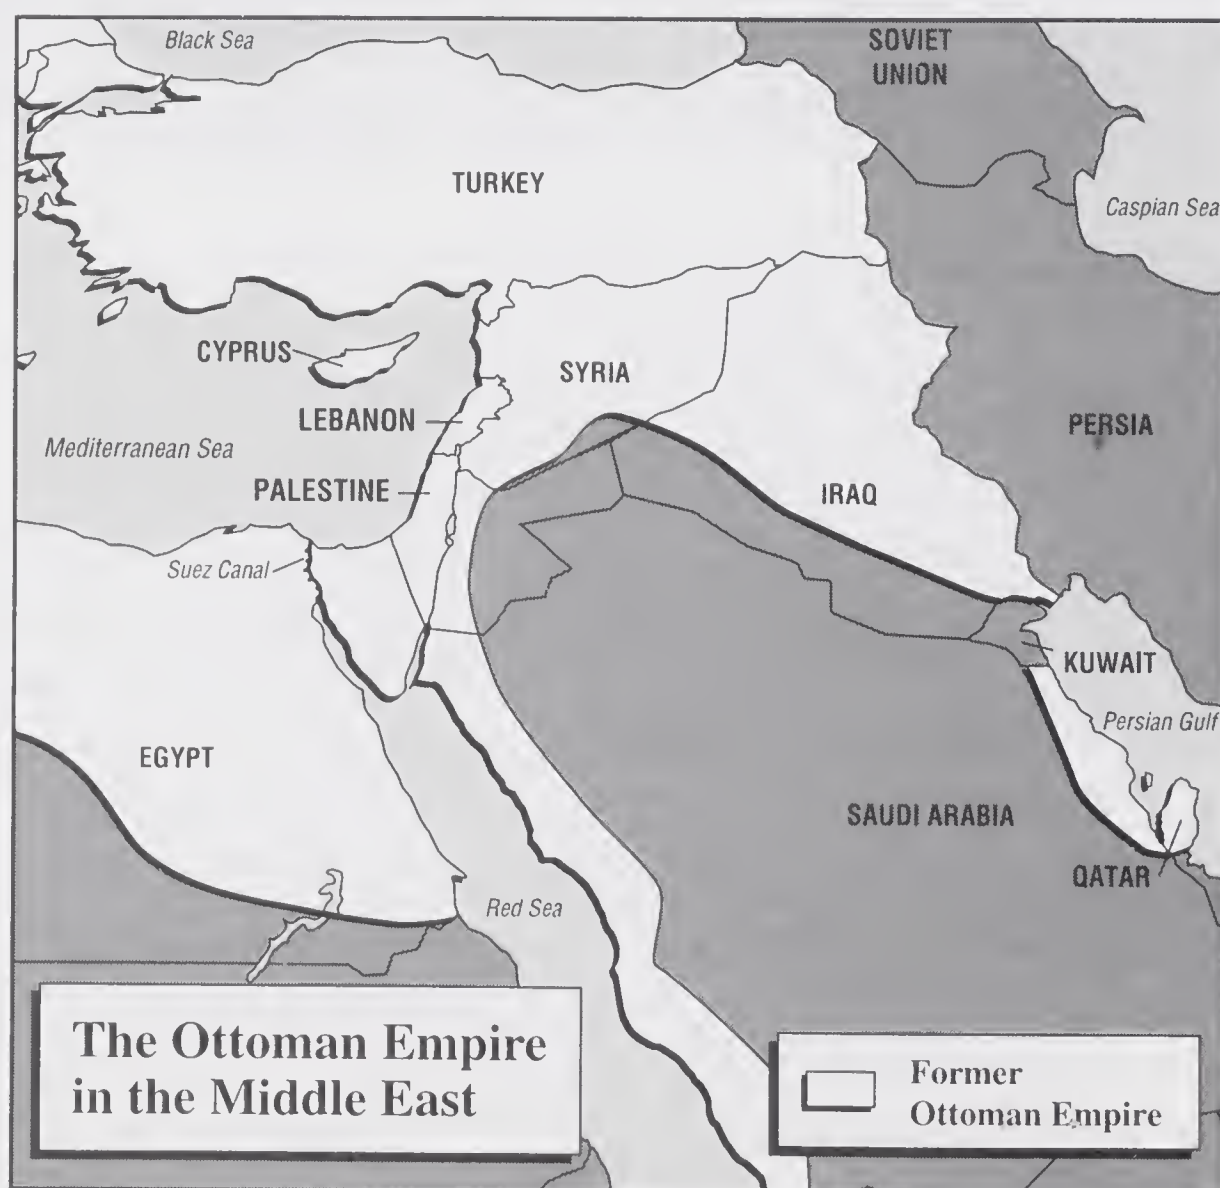 Black Sea
SOVIET
UNION
TURKEY
Caspian Sea
CYPRUS
SYRIA
LEBANON
PERSIA
Mediterranean Sea
PALESTINE
IRAQ
Suez Canal
KUWAIT
Persian Gulf
EGYPT
SAUDI ARABIA
QATAR
Red Sea
The Ottoman Empire
in the Middle East
Former
Ottoman Empire